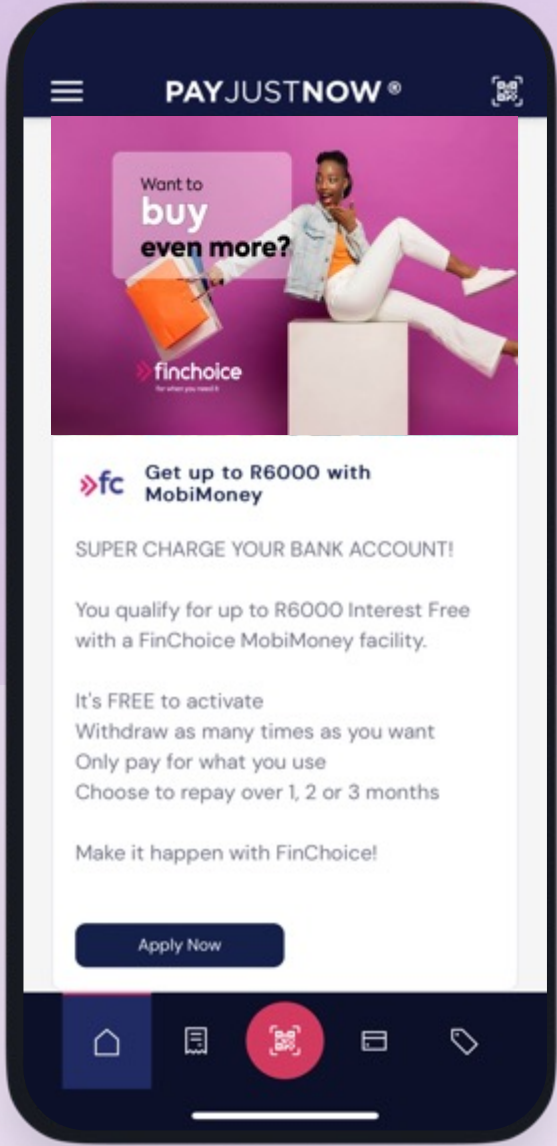 PAYJUSTNOW®
Want to
buy
even more?
finchoice
for when you need it
fc
Get up to R6000 with
MobiMoney
SUPER CHARGE YOUR BANK ACCOUNT!
You qualify for up to R6000 Interest Free
with a FinChoice MobiMoney facility.
It's FREE to activate
Withdraw as many times as you want
Only pay for what you use
Choose to repay over 1, 2 or 3 months
Make it happen with FinChoice!
Apply Now